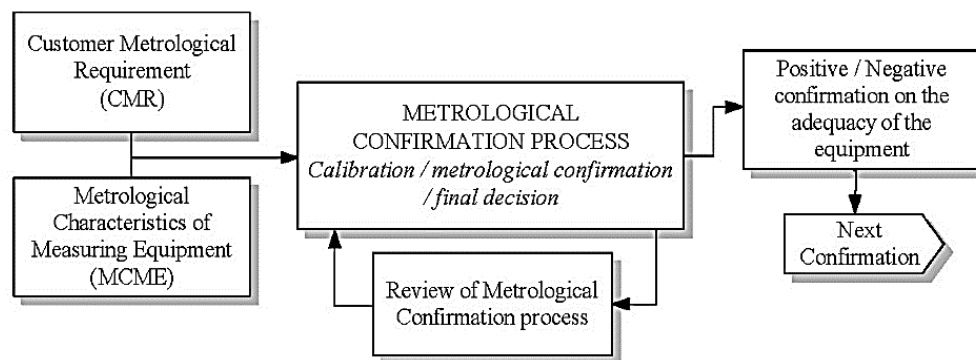 Customer Metrological
Requirement
(CMR)
Metrological
Characteristics of
Measuring Equipment
(MCME)
METROLOGICAL
CONFIRMATION PROCESS
Calibration / metrological confirmation
/ final decision
Review of Metrological
Confirmation process
Positive / Negative
confirmation on the
adequacy of the
equipment
Next
Confirmation